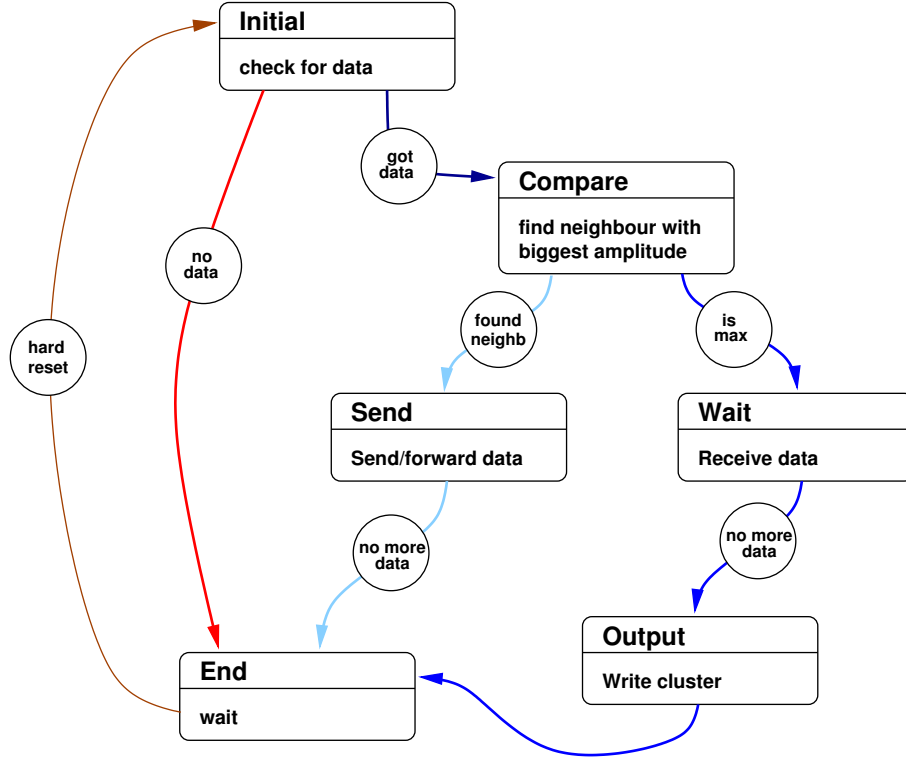 Initial
check for data
got
data
Compare
find neighbour with
biggest amplitude
no
data
found
neighb
is
max
hard
reset
Send
Send/forward data
Wait
Receive data
no more
data
no more
data
Output
Write cluster
End
wait